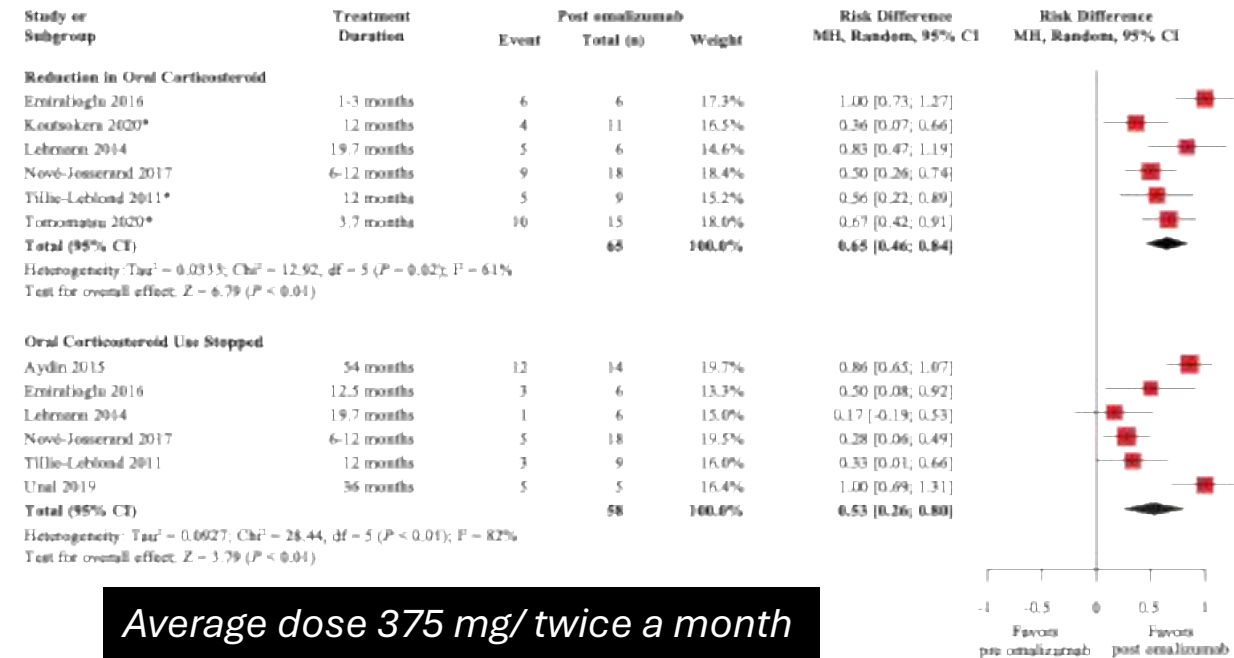 Study or Subgroup Treatment Duration Post omalizumab Event Total (n) Weight Risk Difference MH, Random, 95% CI Risk Difference MH, Random, 95% CI
Reduction in Oral Corticosteroid
Emiralioglu 2016 1-3 months 6 6 17.3% 1.00 [0.73; 1.27]
Koutsokera 2020* 12 months 4 11 16.5% 0.36 [0.07; 0.66]
Lehmann 2014 19.7 months 5 6 14.6% 0.83 [0.47; 1.19]
Nové-Josserand 2017 6-12 months 9 18 18.4% 0.50 [0.26; 0.74]
Tillie-Leblond 2011* 12 months 5 9 15.2% 0.56 [0.22; 0.89]
Tomomatsu 2020* 3.7 months 10 15 18.0% 0.67 [0.42; 0.91]
Total (95% CI) 65 100.0% 0.65 [0.46; 0.84]
Heterogeneity: Tau² = 0.0333; Chi² = 12.92, df = 5 (P = 0.02); I² = 61%
Test for overall effect: Z = 6.79 (P < 0.01)
Oral Corticosteroid Use Stopped
Aydin 2015 54 months 12 14 19.7% 0.86 [0.65; 1.07]
Emiralioglu 2016 12.5 months 3 6 13.3% 0.50 [0.08; 0.92]
Lehmann 2014 19.7 months 1 6 15.0% 0.17 [-0.19; 0.53]
Nové-Josserand 2017 6-12 months 5 18 19.5% 0.28 [0.06; 0.49]
Tillie-Leblond 2011 12 months 3 9 16.0% 0.33 [0.01; 0.66]
Unal 2019 36 months 5 5 16.4% 1.00 [0.69; 1.31]
Total (95% CI) 58 100.0% 0.53 [0.26; 0.80]
Heterogeneity: Tau² = 0.0927; Chi² = 28.44, df = 5 (P < 0.01); I² = 82%
Test for overall effect: Z = 3.79 (P < 0.01)
-1 -0.5 0 0.5 1
Favors pre omalizumab Favors post omalizumab
Average dose 375 mg/ twice a month